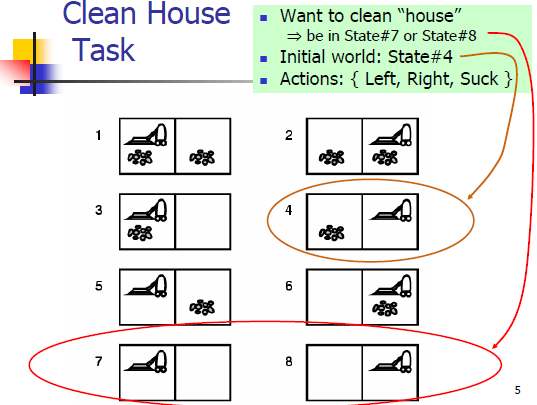 Clean House
Task
Want to clean “house”
⇒ be in State#7 or State#8
Initial world: State#4
Actions: { Left, Right, Suck }
1
2
3
4
5
6
7
8
5